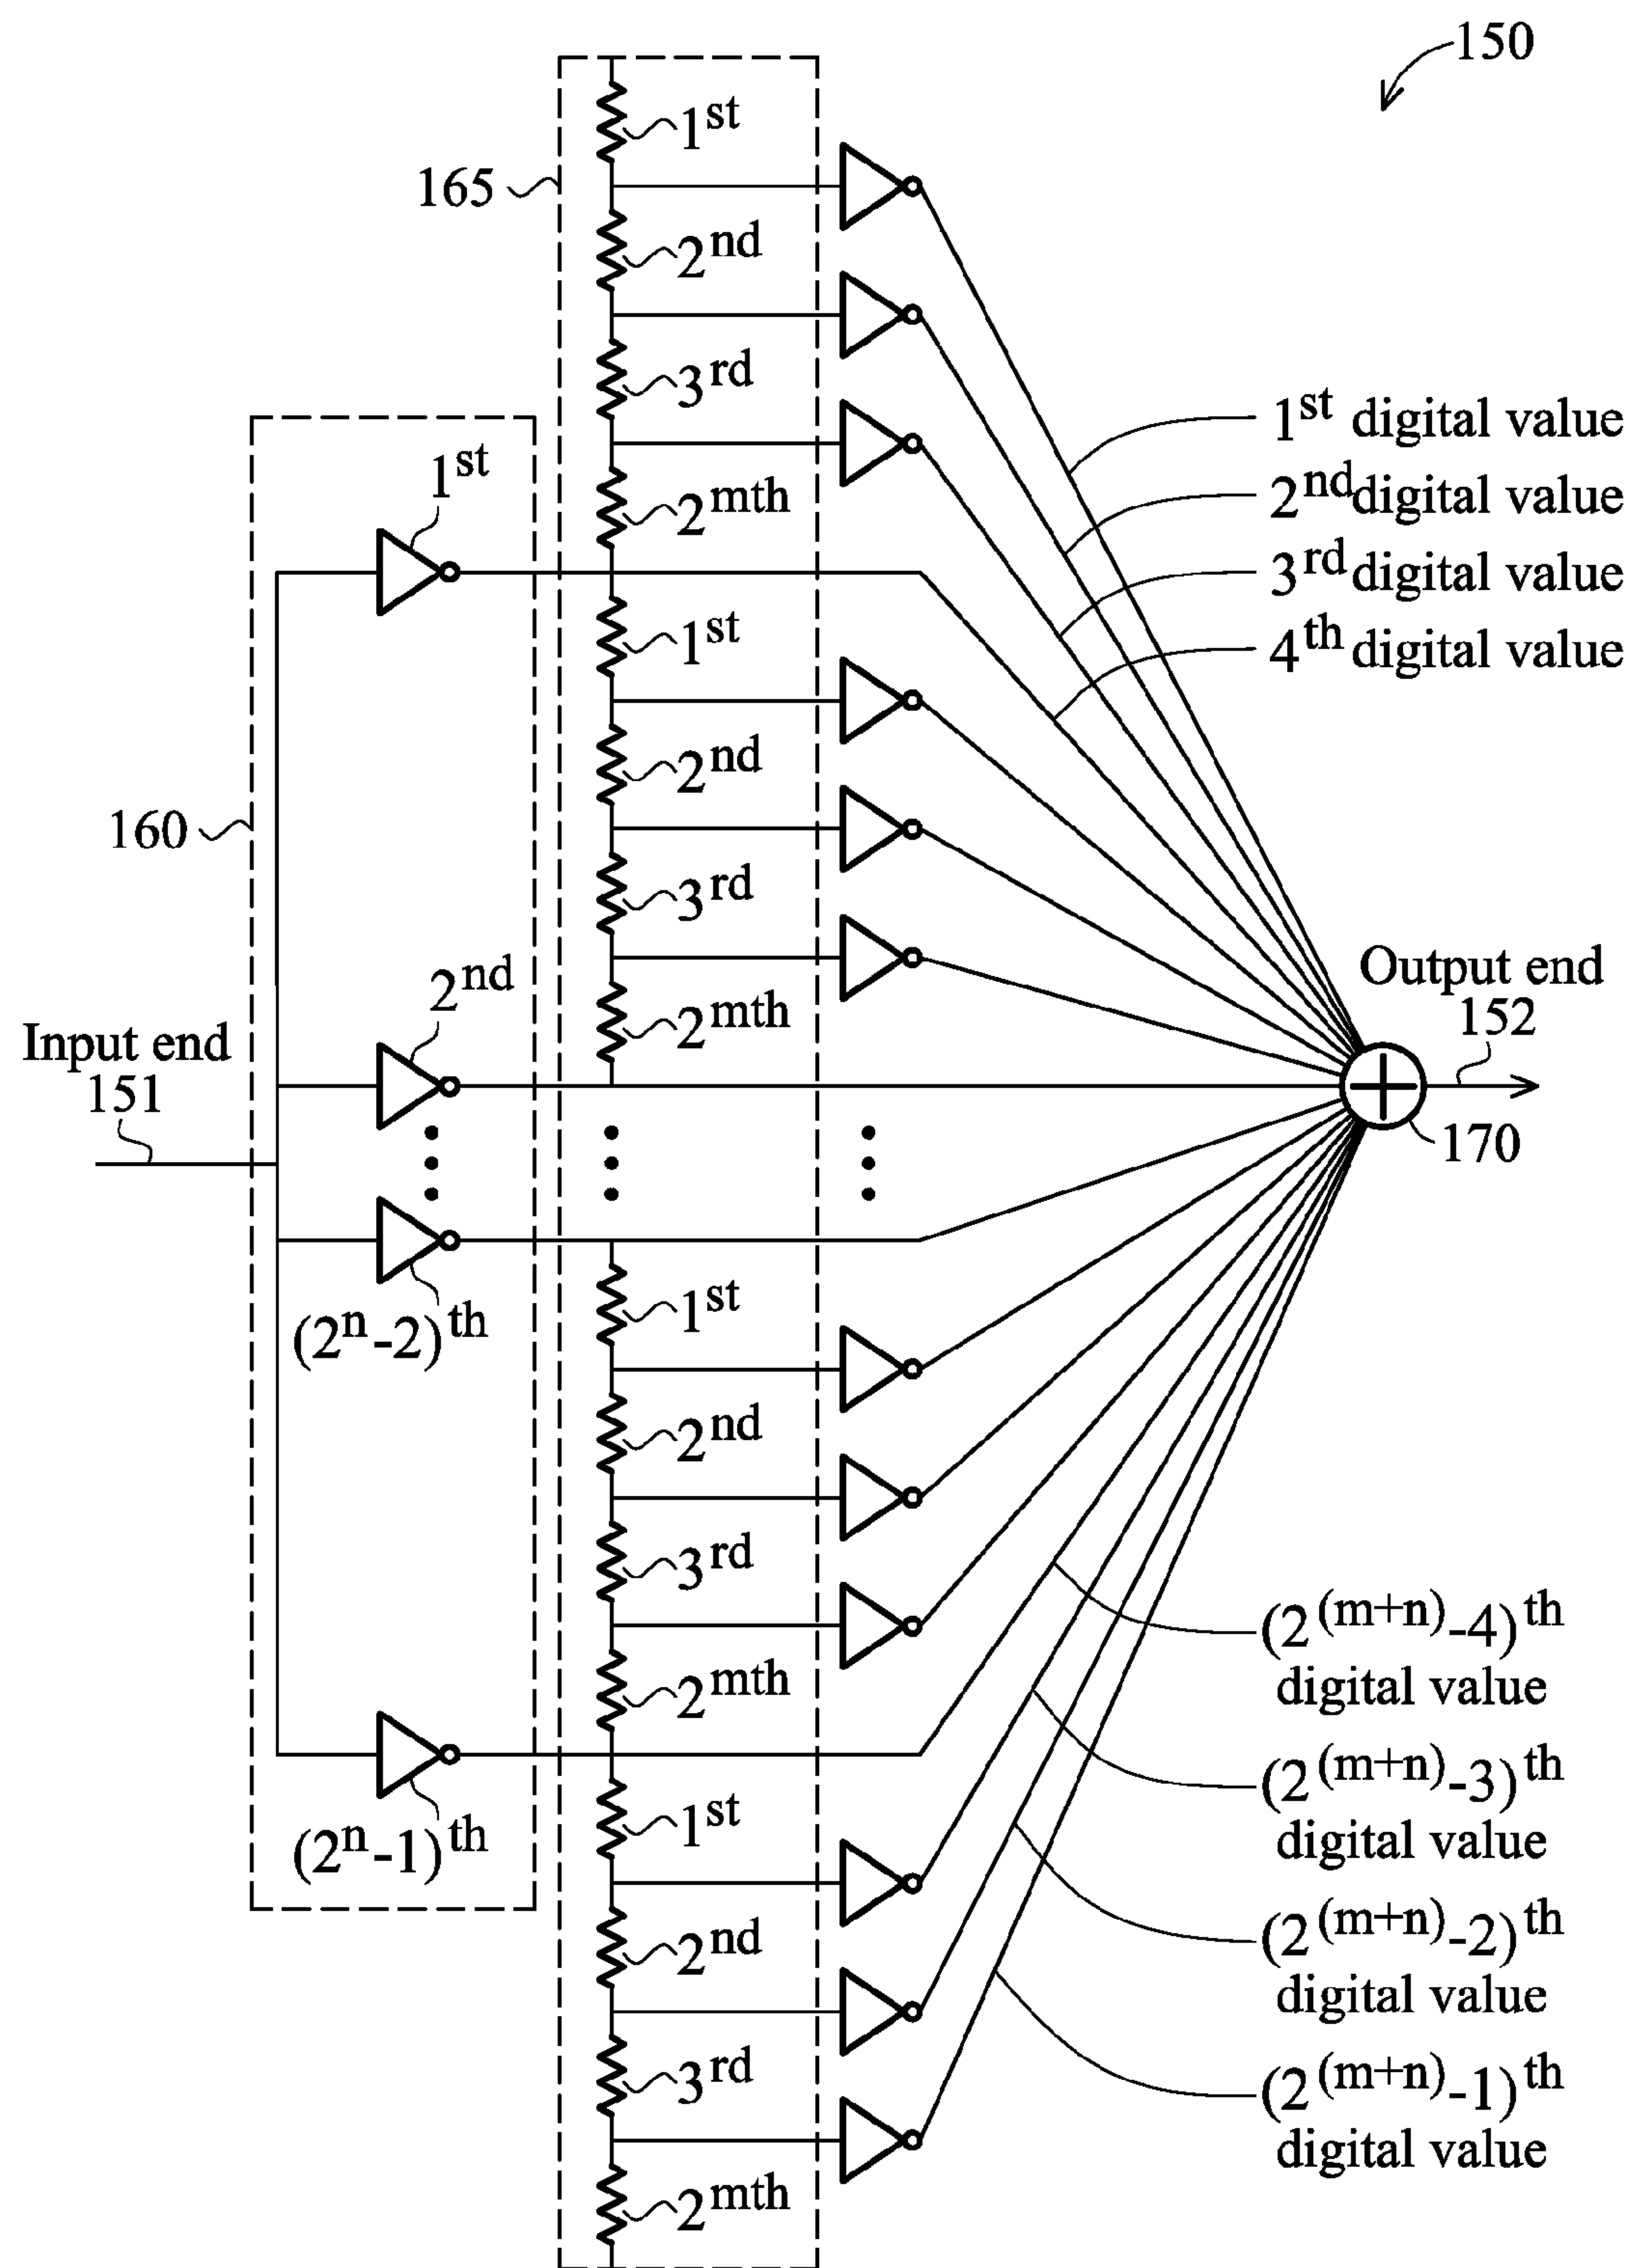 150
1st
165
2nd
3rd
1st digital value
1st
2nd digital value
2mth
3rd digital value
1st
4th digital value
2nd
160
3rd
2nd
Output end
152
2mth
Input end
151
170
1st
(2n-2)th
2nd
3rd
(2(m+n)-4)th
digital value
2mth
(2(m+n)-3)th
digital value
1st
(2n-1)th
2nd
(2(m+n)-2)th
digital value
3rd
(2(m+n)-1)th
digital value
2mth